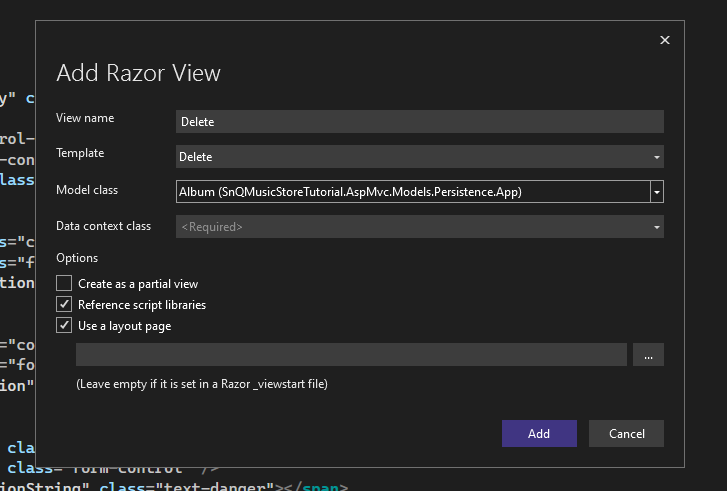 Add Razor View
y" c
View name
Delete
rol-
Template
Delete
-con
lass
Model class
Album (SnQMusicStoreTutorial.AspMvc.Models.Persistence.App)
Data context class
<Required>
s="c
Options
s="f
tion
Create as a partial view
Reference script libraries
Use a layout page
="co
...
="fo
ion"
(Leave empty if it is set in a Razor _viewstart file)
Add
Cancel
cla
class="form-control" />
ionString" class="text-danger"></span>